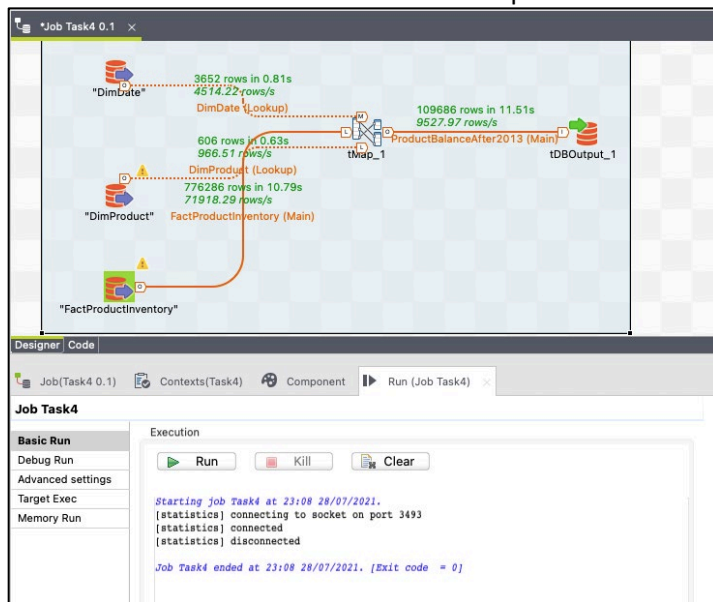 *Job Task4 0.1
"DimDate"
3652 rows in 0.81s
4514.22 rows/s
DimDate (Lookup)
606 rows in 0.63s
966.51 rows/s
DimProduct (Lookup)
"DimProduct"
776286 rows in 10.79s
71918.29 rows/s
FactProductInventory (Main)
"FactProductInventory"
M
L
L
O
O
O
O
I
tMap_1
109686 rows in 11.51s
9527.97 rows/s
ProductBalanceAfter2013 (Main)
tDBOutput_1
Designer Code
Job(Task4 0.1) Contexts(Task4) Component Run (Job Task4)
Job Task4
Basic Run
Debug Run
Advanced settings
Target Exec
Memory Run
Execution
Run Kill Clear
Starting job Task4 at 23:08 28/07/2021.
[statistics] connecting to socket on port 3493
[statistics] connected
[statistics] disconnected
Job Task4 ended at 23:08 28/07/2021. [Exit code  = 0]